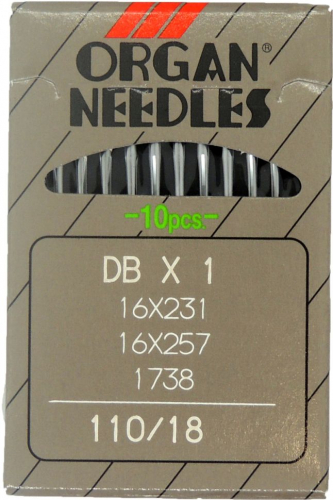 ORGAN®
NEEDLES
-10pcs.-
DB X 1
16X231
16X257
1738
110/18